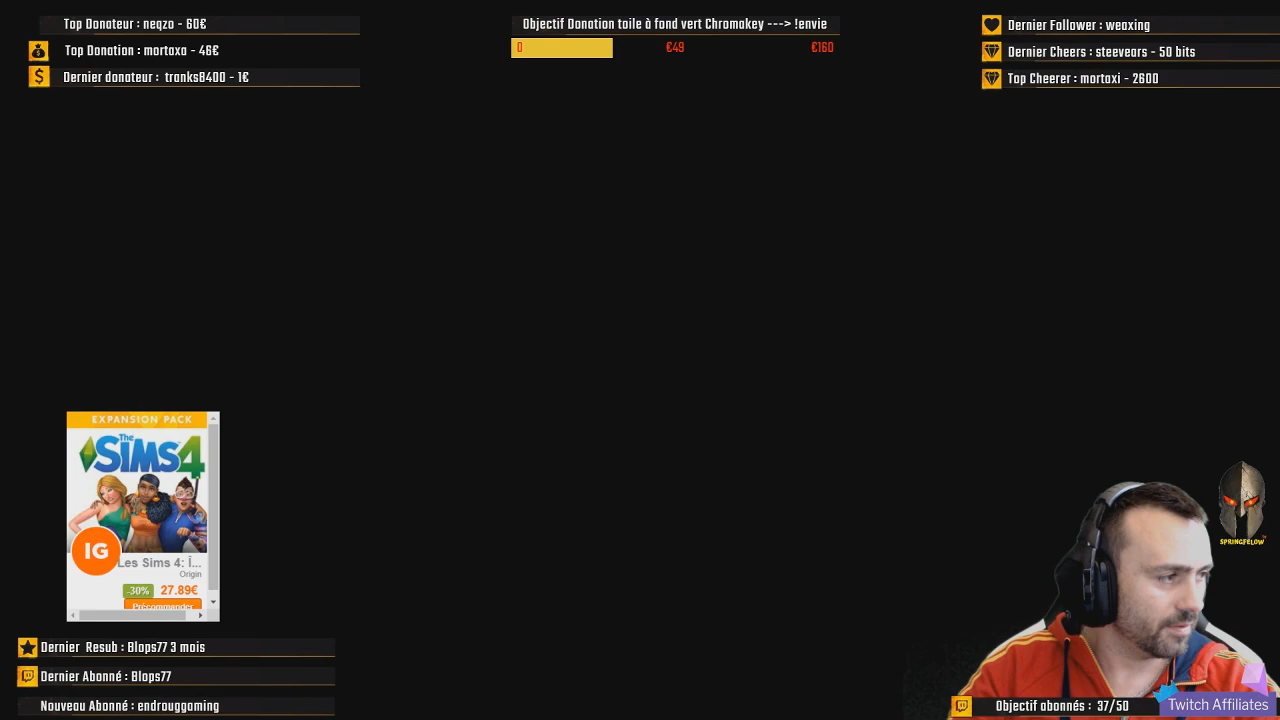 Top Donateur : neqzo - 60€
Top Donation : mortaxa - 46€
Dernier donateur : tranks8400 - 1€
Objectif Donation toile à fond vert Chromakey ---> !envie
0 €49 €160
Dernier Follower : weaxing
Dernier Cheers : steevears - 50 bits
Top Cheerer : mortaxi - 2600
EXPANSION PACK
The SIMS 4
IG
Les Sims 4: Î...
Origin
-30% 27.89€
Précommander
SPRINGFELOW
Dernier Resub : Blops77 3 mois
Dernier Abonné : Blops77
Nouveau Abonné : endrouggaming
Objectif abonnés : 37/50
Twitch Affiliates